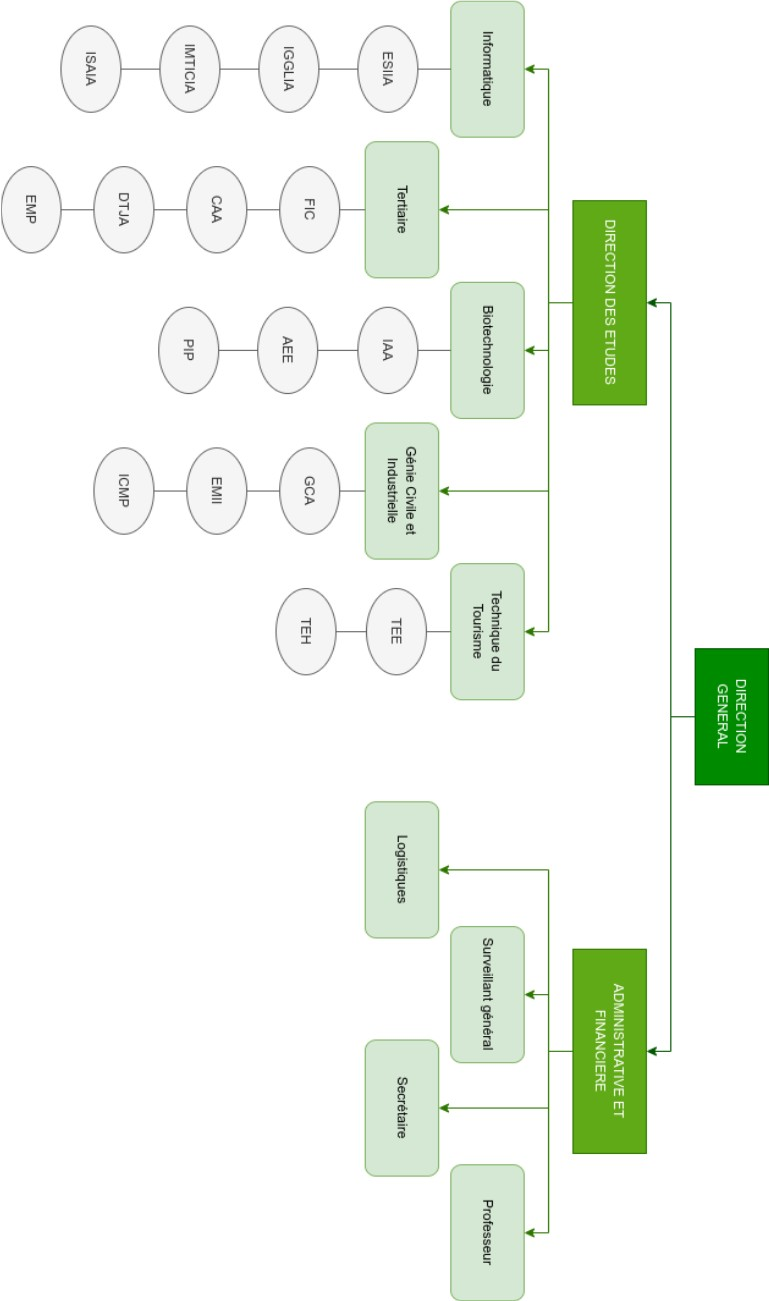 DIRECTION
GENERAL
DIRECTION DES ETUDES
ADMINISTRATIVE ET
FINANCIERE
Informatique
Tertiaire
Biotechnologie
Génie Civile et
Industrielle
Technique du
Tourisme
Logistiques
Surveillant général
Secrétaire
Professeur
ESIIA
IGGLIA
IMTICIA
ISAIA
FIC
CAA
DTJA
EMP
IAA
AEE
PIP
GCA
EMII
ICMP
TEE
TEH